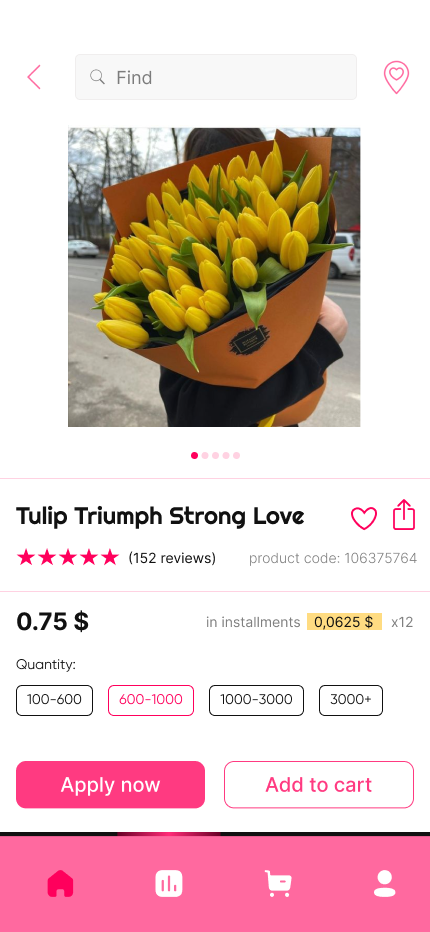 Find
Tulip Triumph Strong Love
(152 reviews) product code: 106375764
0.75 $ in installments 0,0625 $ x12
Quantity:
100-600 600-1000 1000-3000 3000+
Apply now Add to cart